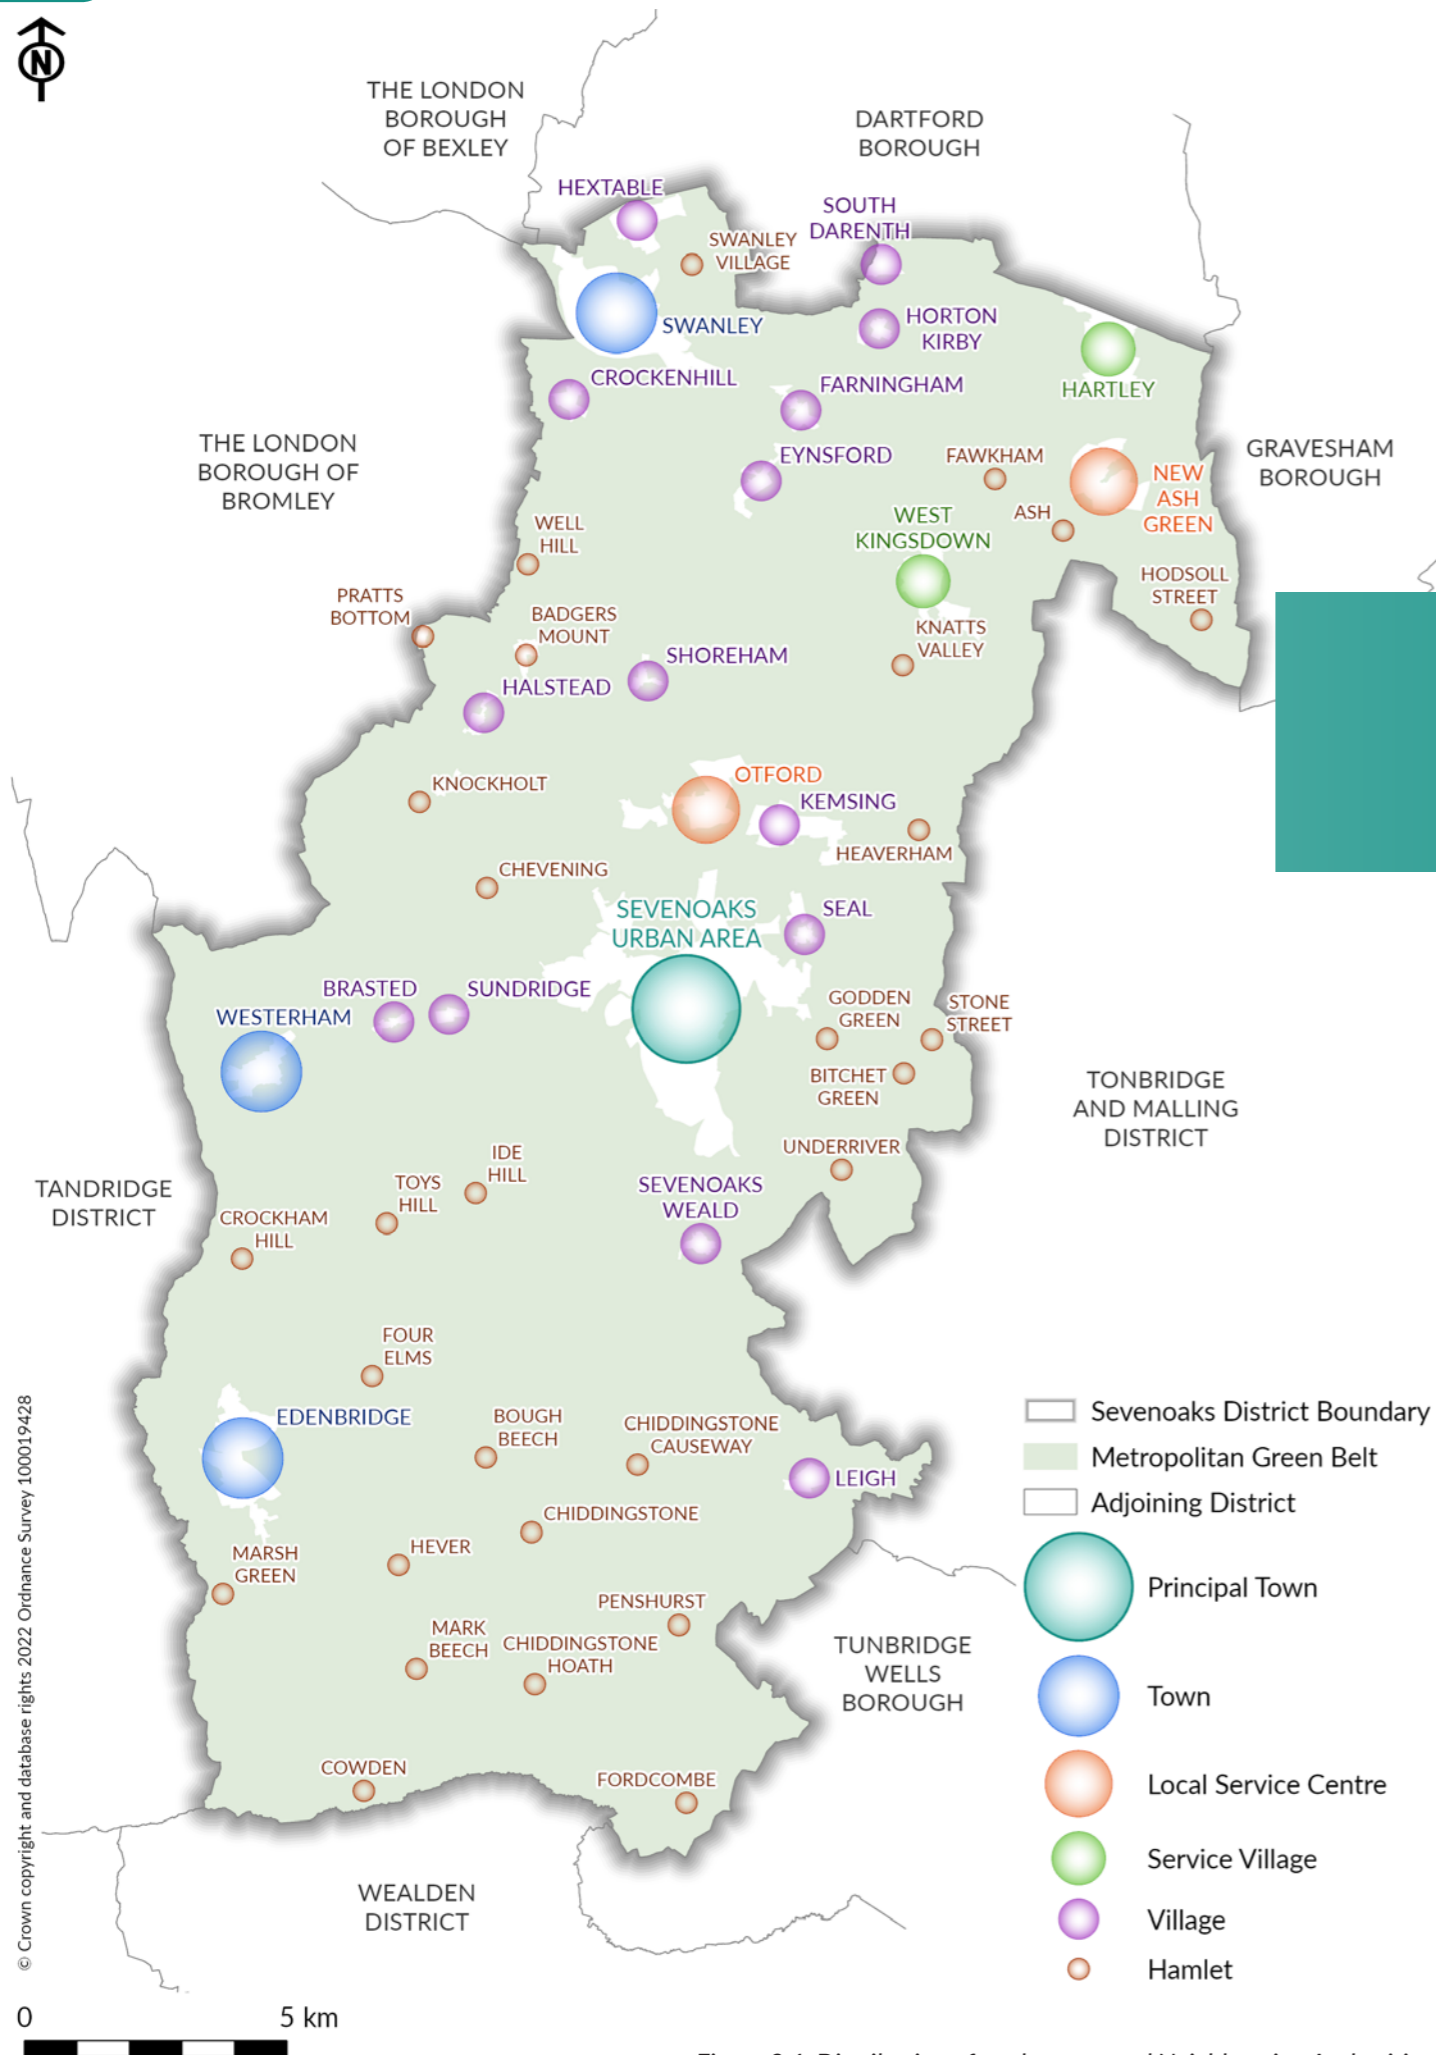 N
THE LONDON
BOROUGH
OF BEXLEY
DARTFORD
BOROUGH
HEXTABLE
SOUTH
DARENTH
SWANLEY
VILLAGE
SWANLEY
HORTON
KIRBY
HARTLEY
CROCKENHILL
FARNINGHAM
THE LONDON
BOROUGH OF
BROMLEY
EYNSFORD
FAWKHAM
GRAVESHAM
BOROUGH
NEW
ASH
GREEN
WEST
KINGSDOWN
ASH
WELL
HILL
HODSOLL
STREET
PRATTS
BOTTOM
BADGERS
MOUNT
KNATTS
VALLEY
SHOREHAM
HALSTEAD
KNOCKHOLT
OTFORD
KEMSING
HEAVERHAM
CHEVENING
SEVENOAKS
URBAN AREA
SEAL
BRASTED
SUNDRIDGE
WESTERHAM
GODDEN
GREEN
STONE
STREET
BITCHET
GREEN
TONBRIDGE
AND MALLING
DISTRICT
UNDERRIVER
IDE
HILL
TOYS
HILL
SEVENOAKS
WEALD
TANDRIDGE
DISTRICT
CROCKHAM
HILL
FOUR
ELMS
EDENBRIDGE
BOUGH
BEECH
CHIDDINGSTONE
CAUSEWAY
LEIGH
CHIDDINGSTONE
HEVER
MARSH
GREEN
PENSHURST
MARK
BEECH
CHIDDINGSTONE
HOATH
TUNBRIDGE
WELLS
BOROUGH
COWDEN
FORDCOMBE
WEALDEN
DISTRICT
Sevenoaks District Boundary
Metropolitan Green Belt
Adjoining District
Principal Town
Town
Local Service Centre
Service Village
Village
Hamlet
© Crown copyright and database rights 2022 Ordnance Survey 100019428
0 5 km